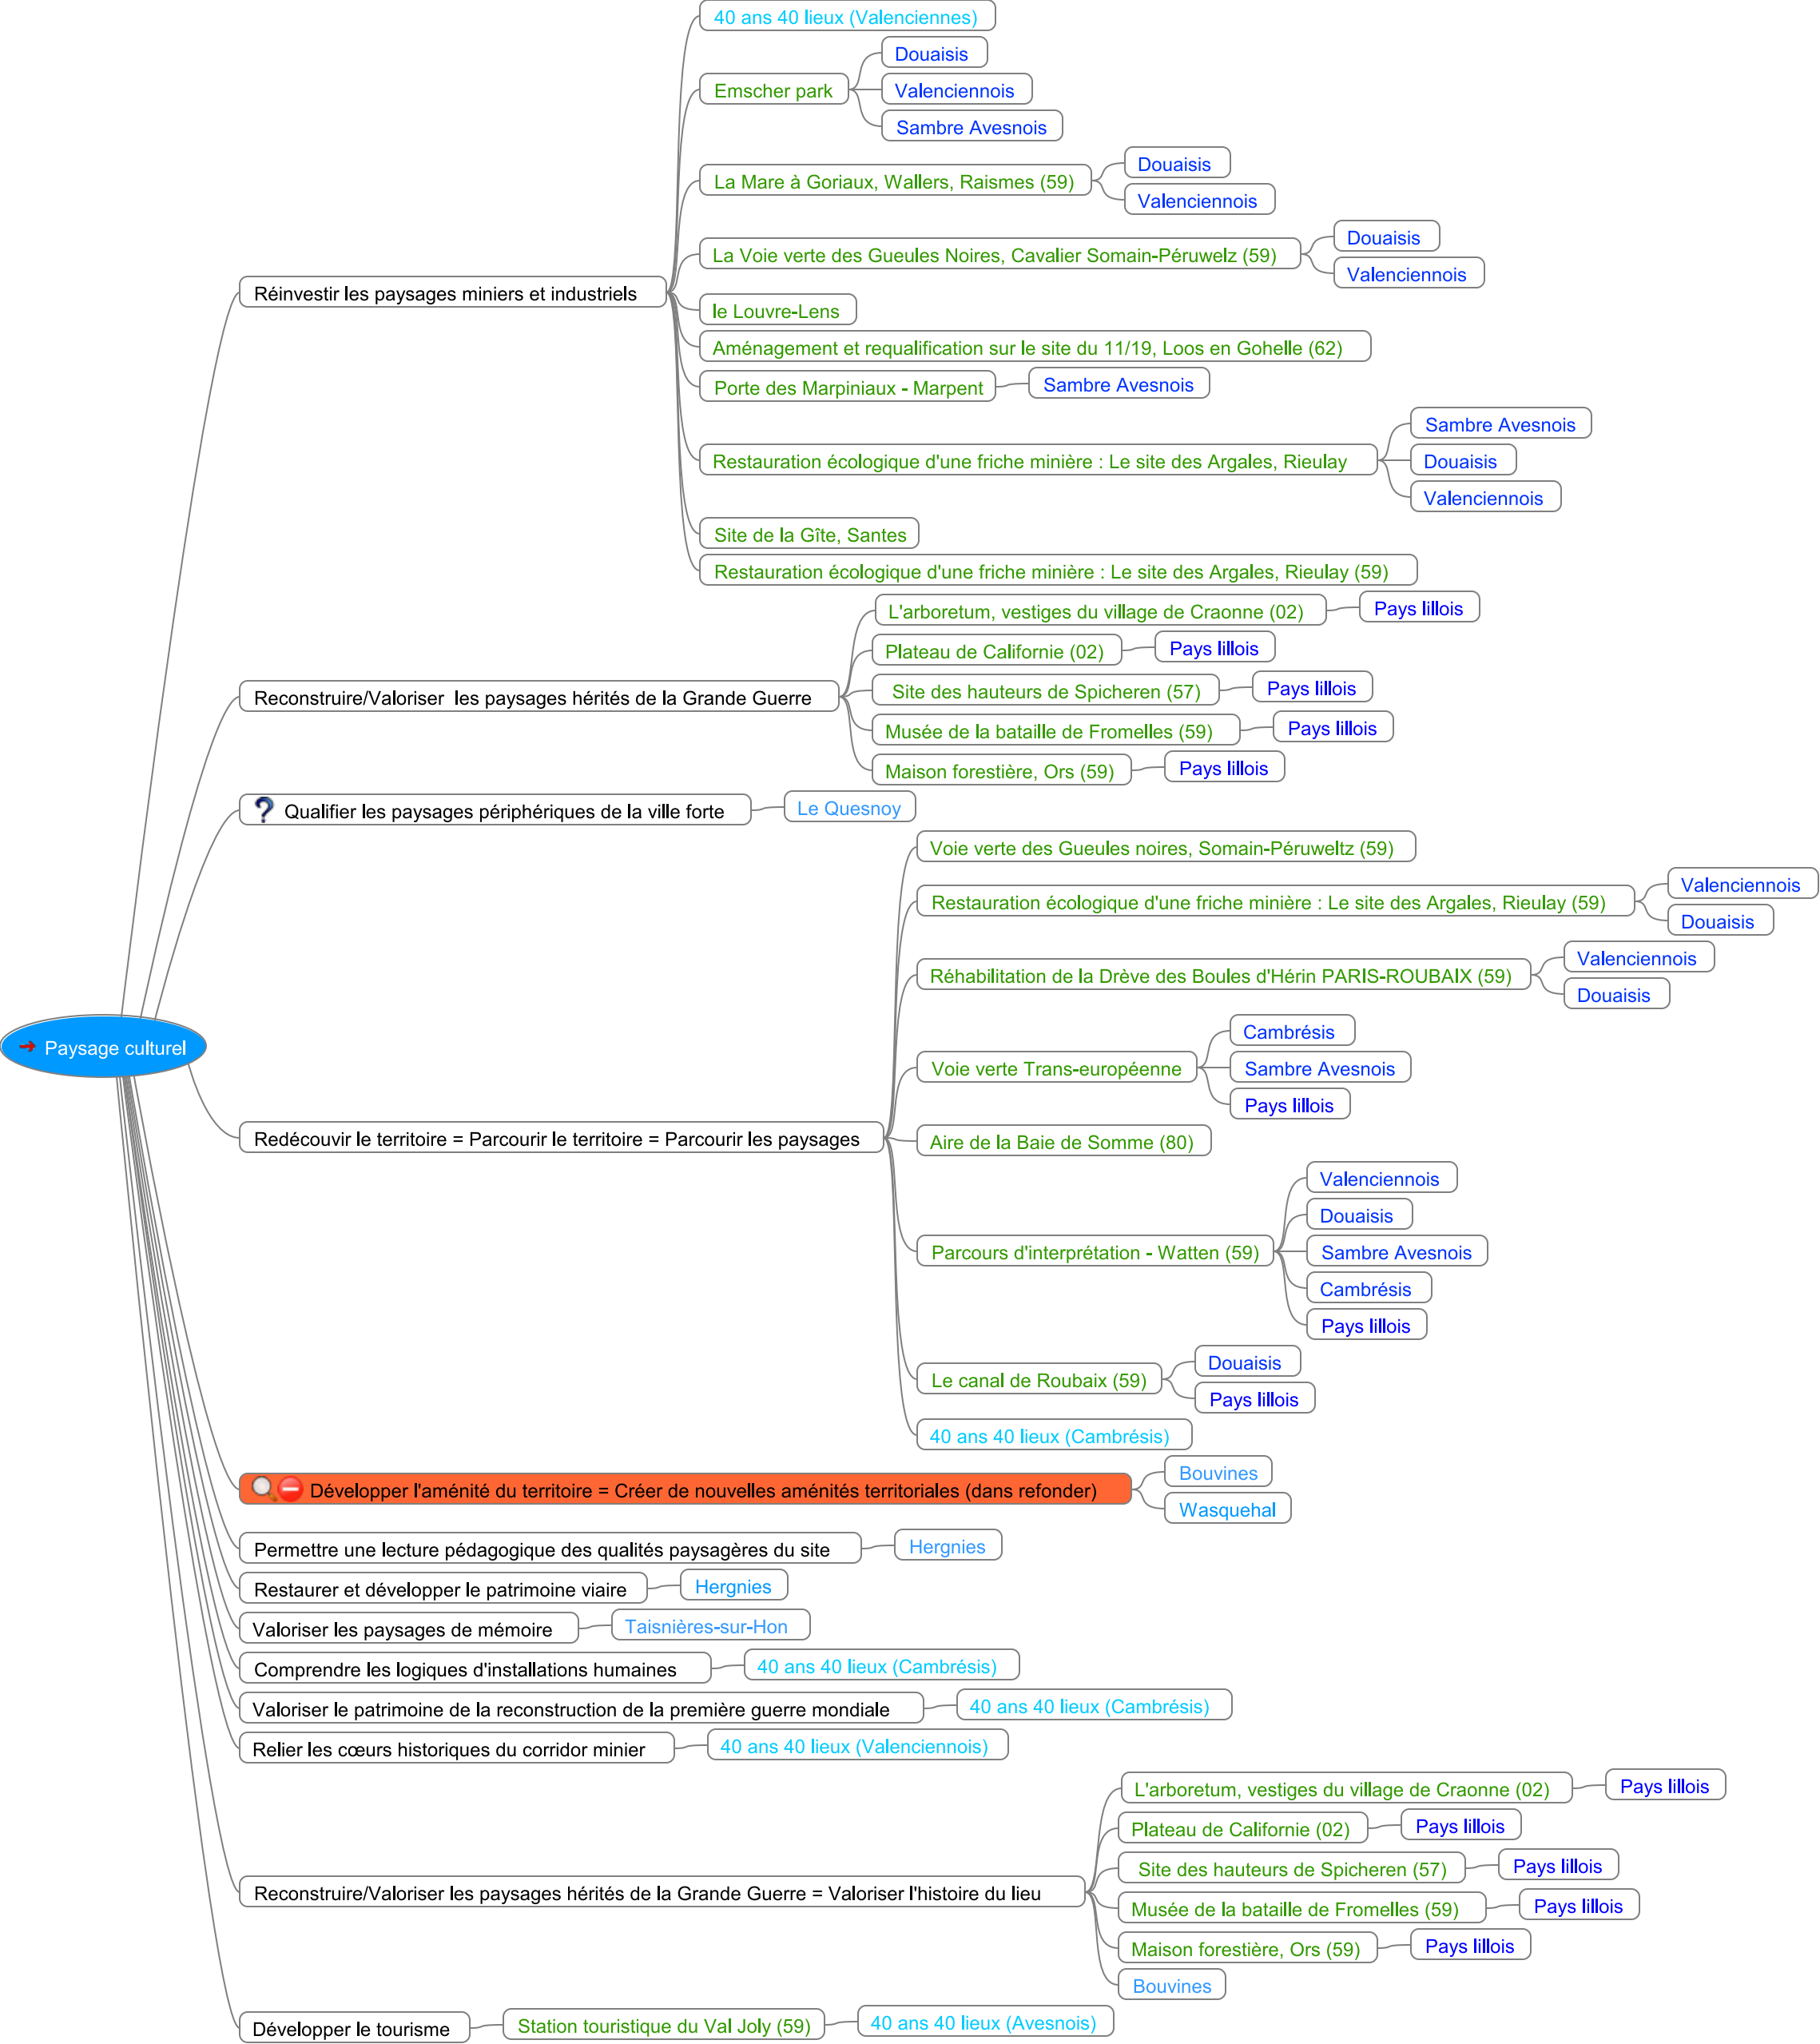 40 ans 40 lieux (Valenciennes)
Douaisis
Emscher park
Valenciennois
Sambre Avesnois
Douaisis
La Mare à Goriaux, Wallers, Raismes (59)
Valenciennois
Douaisis
La Voie verte des Gueules Noires, Cavalier Somain-Péruwelz (59)
Valenciennois
Réinvestir les paysages miniers et industriels
le Louvre-Lens
Aménagement et requalification sur le site du 11/19, Loos en Gohelle (62)
Porte des Marpiniaux - Marpent
Sambre Avesnois
Sambre Avesnois
Restauration écologique d'une friche minière : Le site des Argales, Rieulay
Douaisis
Valenciennois
Site de la Gîte, Santes
Restauration écologique d'une friche minière : Le site des Argales, Rieulay (59)
L'arboretum, vestiges du village de Craonne (02)
Pays lillois
Plateau de Californie (02)
Pays lillois
Site des hauteurs de Spicheren (57)
Pays lillois
Reconstruire/Valoriser  les paysages hérités de la Grande Guerre
Musée de la bataille de Fromelles (59)
Pays lillois
Maison forestière, Ors (59)
Pays lillois
Qualifier les paysages périphériques de la ville forte
Le Quesnoy
Voie verte des Gueules noires, Somain-Péruweltz (59)
Valenciennois
Restauration écologique d'une friche minière : Le site des Argales, Rieulay (59)
Douaisis
Valenciennois
Réhabilitation de la Drève des Boules d'Hérin PARIS-ROUBAIX (59)
Douaisis
Cambrésis
Paysage culturel
Voie verte Trans-européenne
Sambre Avesnois
Pays lillois
Redécouvir le territoire = Parcourir le territoire = Parcourir les paysages
Aire de la Baie de Somme (80)
Valenciennois
Douaisis
Parcours d'interprétation - Watten (59)
Sambre Avesnois
Cambrésis
Pays lillois
Douaisis
Le canal de Roubaix (59)
Pays lillois
40 ans 40 lieux (Cambrésis)
Bouvines
Développer l'aménité du territoire = Créer de nouvelles aménités territoriales (dans refonder)
Wasquehal
Permettre une lecture pédagogique des qualités paysagères du site
Hergnies
Restaurer et développer le patrimoine viaire
Hergnies
Valoriser les paysages de mémoire
Taisnières-sur-Hon
Comprendre les logiques d'installations humaines
40 ans 40 lieux (Cambrésis)
Valoriser le patrimoine de la reconstruction de la première guerre mondiale
40 ans 40 lieux (Cambrésis)
Relier les cœurs historiques du corridor minier
40 ans 40 lieux (Valenciennois)
L'arboretum, vestiges du village de Craonne (02)
Pays lillois
Plateau de Californie (02)
Pays lillois
Site des hauteurs de Spicheren (57)
Pays lillois
Reconstruire/Valoriser les paysages hérités de la Grande Guerre = Valoriser l'histoire du lieu
Musée de la bataille de Fromelles (59)
Pays lillois
Maison forestière, Ors (59)
Pays lillois
Bouvines
Développer le tourisme
Station touristique du Val Joly (59)
40 ans 40 lieux (Avesnois)